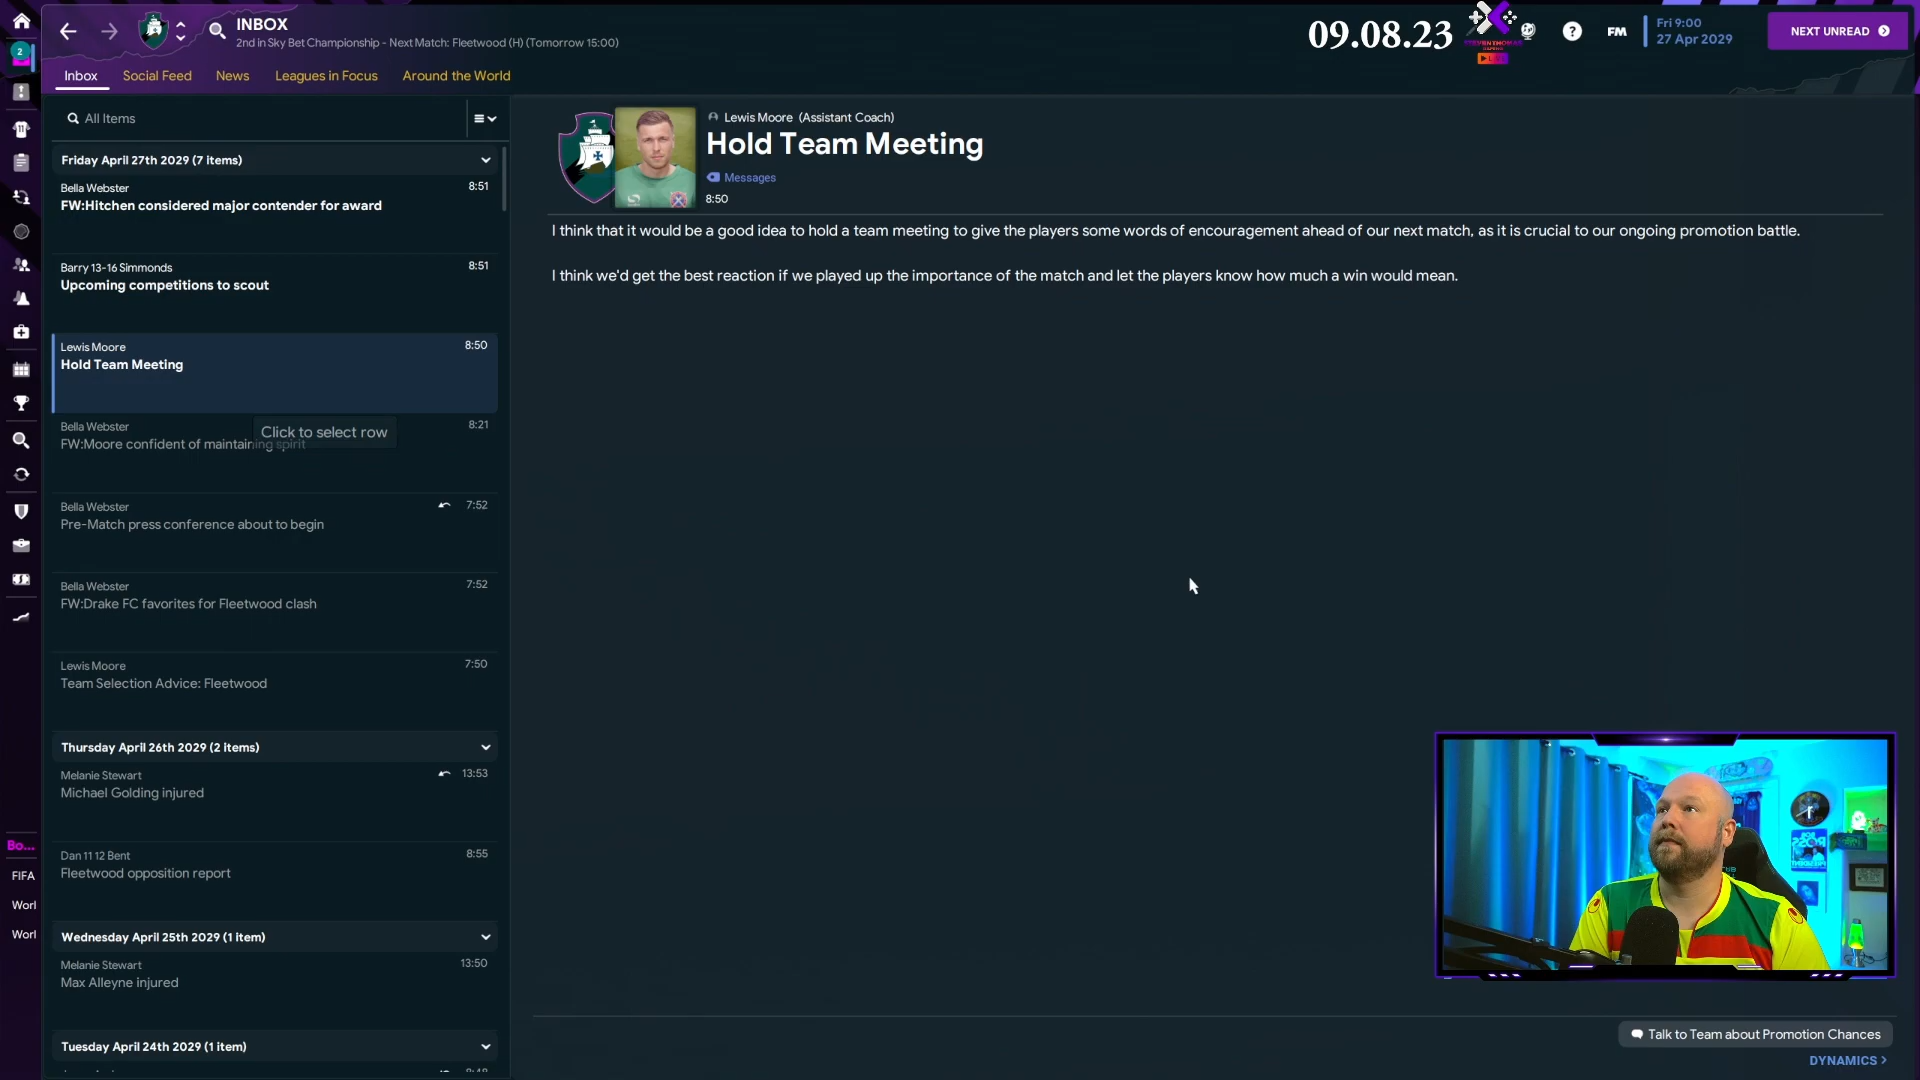 INBOX
2nd in Sky Bet Championship - Next Match: Fleetwood (H) (Tomorrow 15:00)
09.08.23
FM
Fri 9:00
27 Apr 2029
NEXT UNREAD
2
Inbox
Social Feed
News
Leagues in Focus
Around the World
All Items
Friday April 27th 2029 (7 items)
Bella Webster
8:51
FW:Hitchen considered major contender for award
Barry 13-16 Simmonds
8:51
Upcoming competitions to scout
Lewis Moore
8:50
Hold Team Meeting
Bella Webster
8:21
FW:Moore confident of maintaining spirit
Click to select row
Bella Webster
7:52
Pre-Match press conference about to begin
Bella Webster
7:52
FW:Drake FC favorites for Fleetwood clash
Lewis Moore
7:50
Team Selection Advice: Fleetwood
Thursday April 26th 2029 (2 items)
Melanie Stewart
13:53
Michael Golding injured
Dan 11 12 Bent
8:55
Fleetwood opposition report
Wednesday April 25th 2029 (1 item)
Melanie Stewart
13:50
Max Alleyne injured
Tuesday April 24th 2029 (1 item)
Bo...
FIFA
Worl
Worl
Lewis Moore (Assistant Coach)
Hold Team Meeting
Messages
8:50
I think that it would be a good idea to hold a team meeting to give the players some words of encouragement ahead of our next match, as it is crucial to our ongoing promotion battle.
I think we'd get the best reaction if we played up the importance of the match and let the players know how much a win would mean.
Talk to Team about Promotion Chances
DYNAMICS >